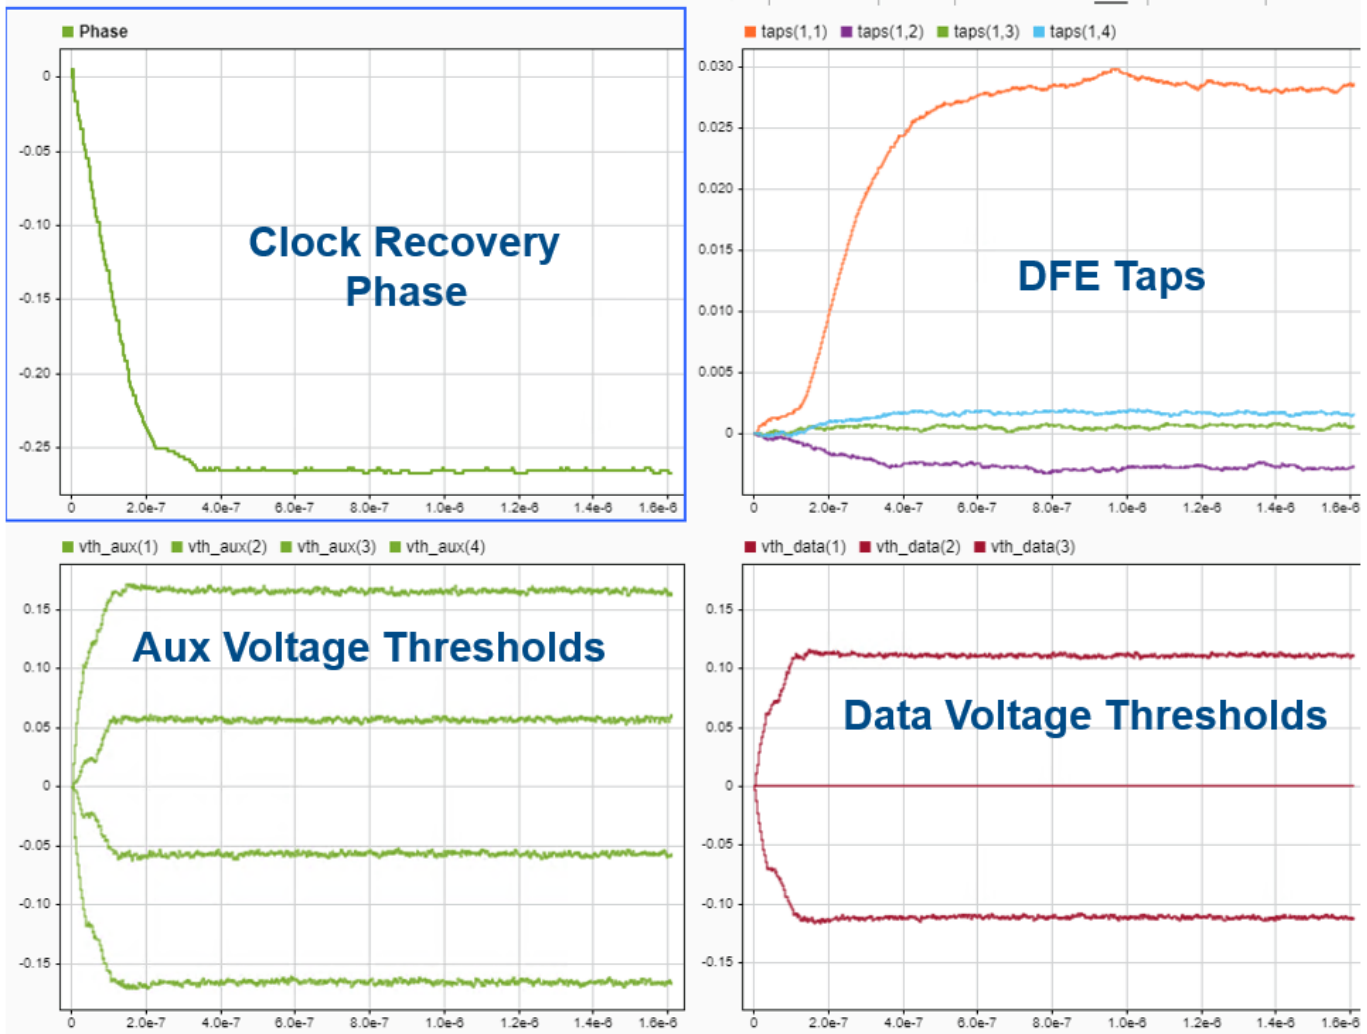 Phase
0
-0.05
-0.10
-0.15
-0.20
-0.25
0 2.0e-7 4.0e-7 6.0e-7 8.0e-7 1.0e-6 1.2e-6 1.4e-6 1.6e-6
Clock Recovery
Phase
taps(1,1) taps(1,2) taps(1,3) taps(1,4)
0.030
0.025
0.020
0.015
0.010
0.005
0
0 2.0e-7 4.0e-7 6.0e-7 8.0e-7 1.0e-6 1.2e-6 1.4e-6 1.6e-6
DFE Taps
vth_aux(1) vth_aux(2) vth_aux(3) vth_aux(4)
0.15
0.10
0.05
0
-0.05
-0.10
-0.15
0 2.0e-7 4.0e-7 6.0e-7 8.0e-7 1.0e-6 1.2e-6 1.4e-6 1.6e-6
Aux Voltage Thresholds
vth_data(1) vth_data(2) vth_data(3)
0.15
0.10
0.05
0
-0.05
-0.10
-0.15
0 2.0e-7 4.0e-7 6.0e-7 8.0e-7 1.0e-6 1.2e-6 1.4e-6 1.6e-6
Data Voltage Thresholds